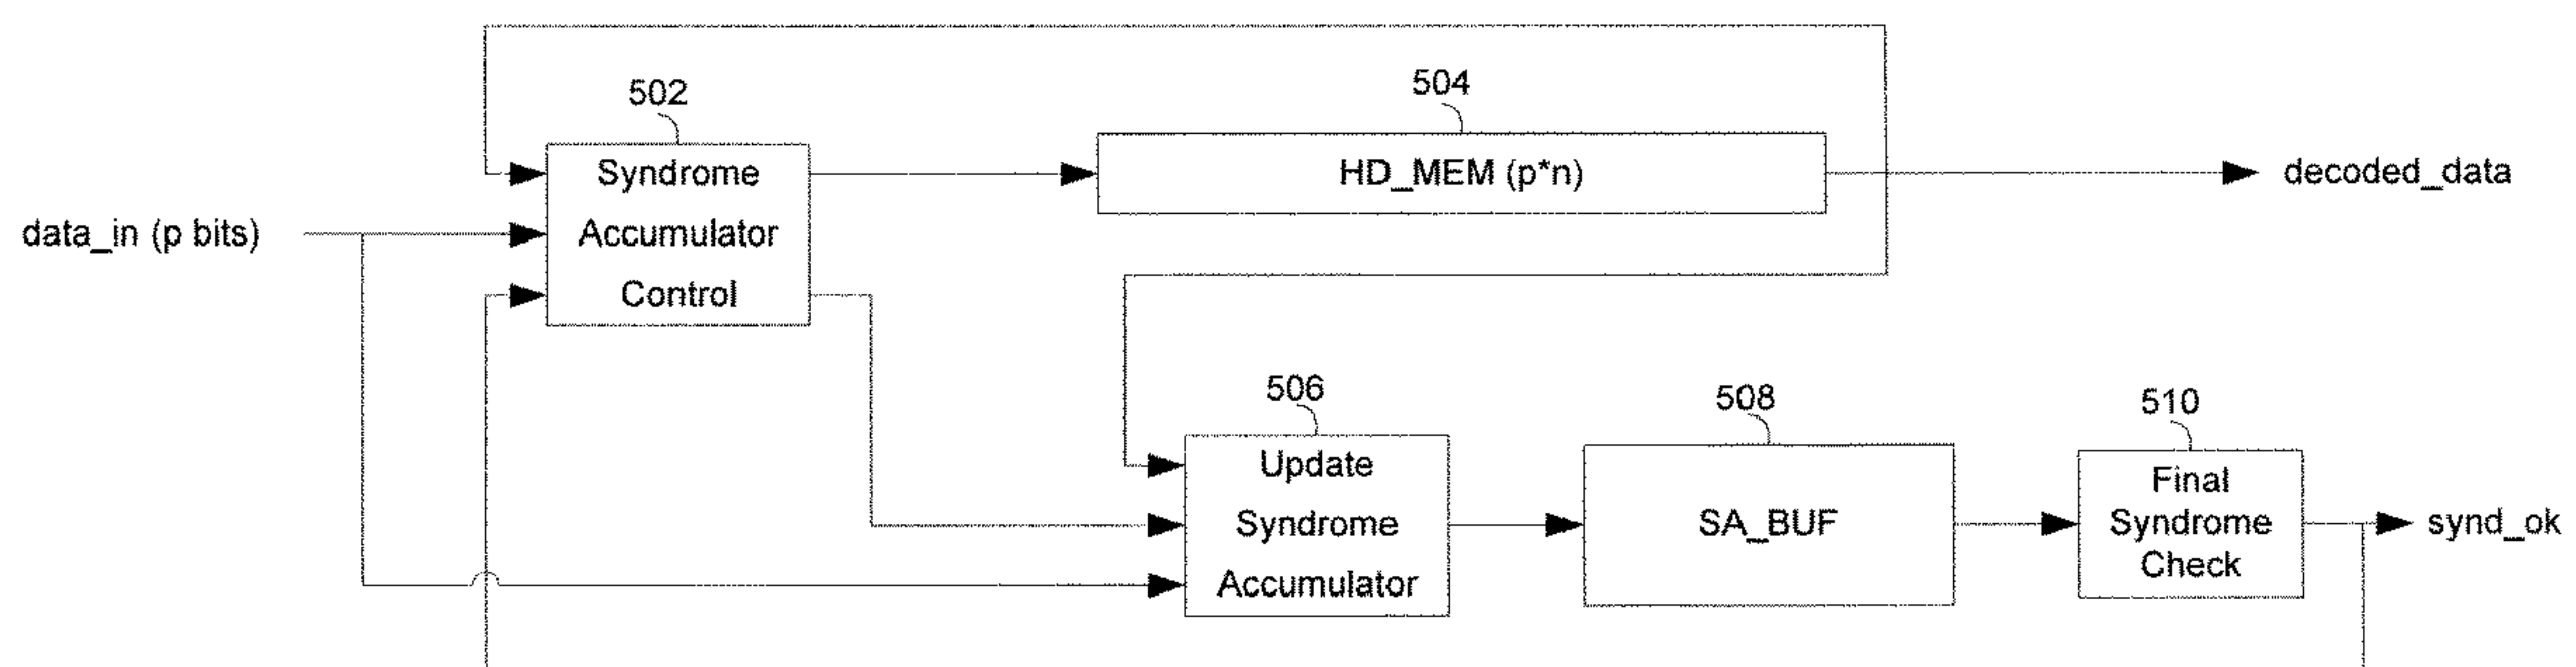 502
504
Syndrome
Accumulator
Control
HD_MEM (p*n)
decoded_data
data_in (p bits)
506
508
510
Update
Syndrome
Accumulator
SA_BUF
Final
Syndrome
Check
synd_ok